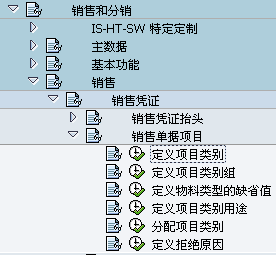 销售和分销
IS-HT-SW 特定定制
主数据
基本功能
销售
销售凭证
销售凭证抬头
销售单据项目
定义项目类别
定义项目类别组
定义物料类型的缺省值
定义项目类别用途
分配项目类别
定义拒绝原因